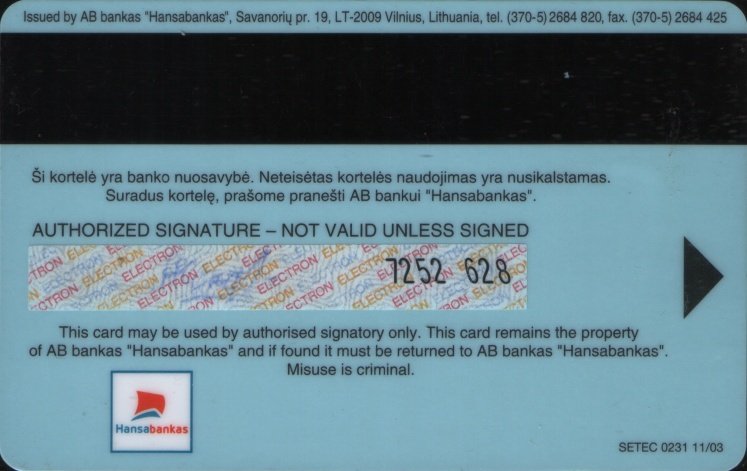 Issued by AB bankas "Hansabankas", Savanorių pr. 19, LT-2009 Vilnius, Lithuania, tel. (370-5) 2684 820, fax. (370-5) 2684 425
Ši kortelė yra banko nuosavybė. Neteisėtas kortelės naudojimas yra nusikalstamas.
Suradus kortelę, prašome pranešti AB bankui "Hansabankas".
AUTHORIZED SIGNATURE – NOT VALID UNLESS SIGNED
ELECTRON ELECTRON ELECTRON ELECTRON
7252 628
This card may be used by authorised signatory only. This card remains the property
of AB bankas "Hansabankas" and if found it must be returned to AB bankas "Hansabankas".
Misuse is criminal.
Hansabankas
SETEC 0231 11/03